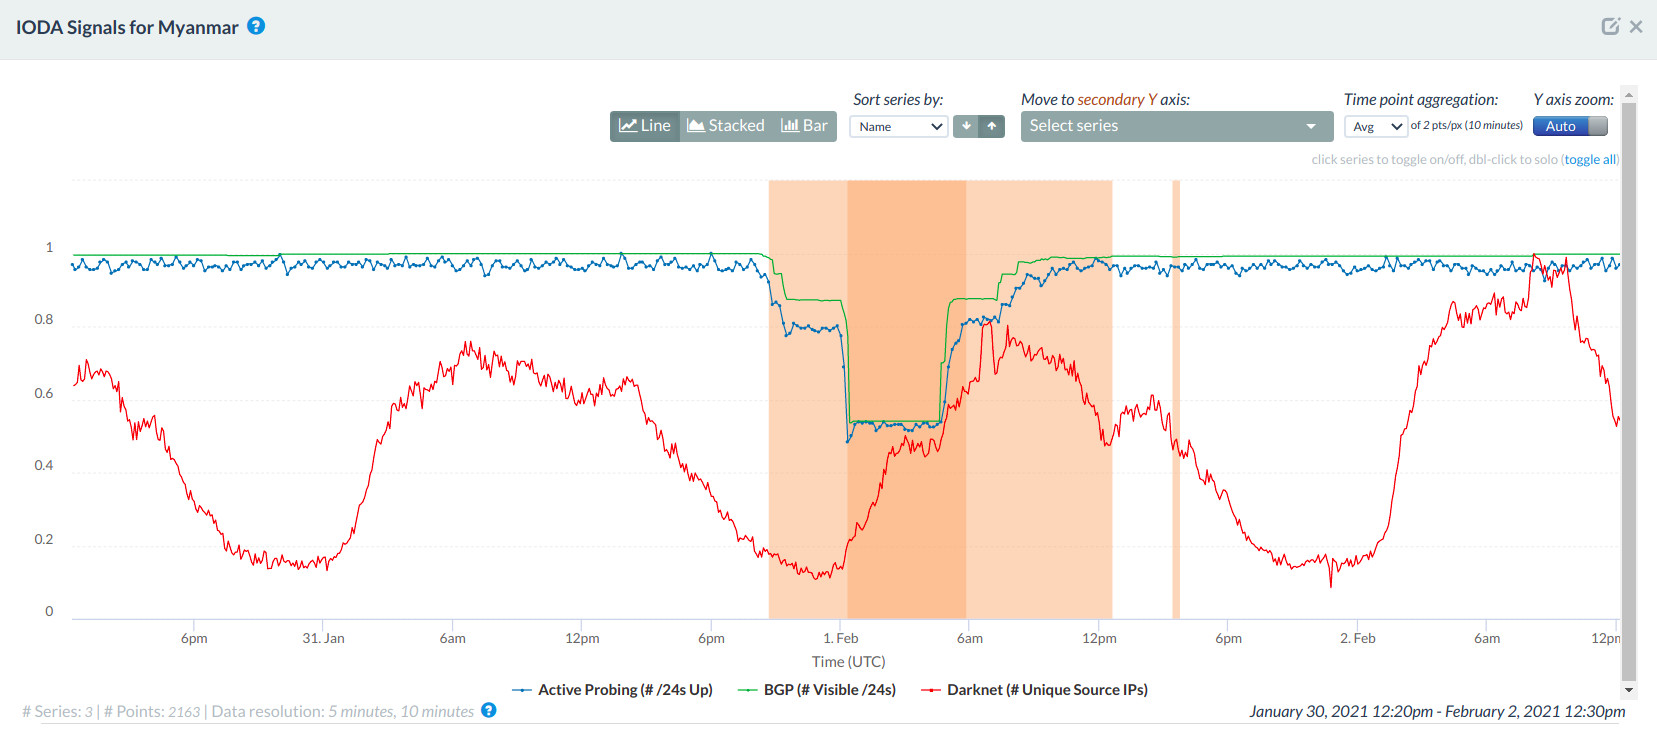 IODA Signals for Myanmar ?
Sort series by: Move to secondary Y axis: Time point aggregation: Y axis zoom:
Line Stacked Bar Name Select series Avg of 2 pts/px (10 minutes) Auto
click series to toggle on/off, dbl-click to solo (toggle all)
1
0.8
0.6
0.4
0.2
0
6pm 31. Jan 6am 12pm 6pm 1. Feb 6am 12pm 6pm 2. Feb 6am 12pm
Time (UTC)
Active Probing (# /24s Up) BGP (# Visible /24s) Darknet (# Unique Source IPs)
# Series: 3 | # Points: 2163 | Data resolution: 5 minutes, 10 minutes ? January 30, 2021 12:20pm - February 2, 2021 12:30pm